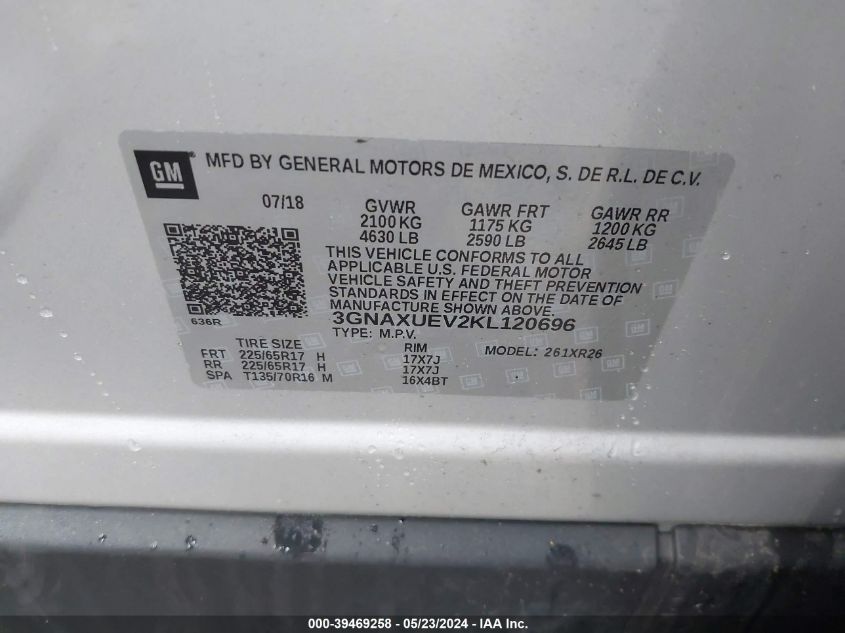 GM
MFD BY GENERAL MOTORS DE MEXICO, S. DE R.L. DE C.V.
07/18 GVWR GAWR FRT GAWR RR
2100 KG 1175 KG 1200 KG
4630 LB 2590 LB 2645 LB
THIS VEHICLE CONFORMS TO ALL
APPLICABLE U.S. FEDERAL MOTOR
VEHICLE SAFETY AND THEFT PREVENTION
STANDARDS IN EFFECT ON THE DATE OF
MANUFACTURE SHOWN ABOVE.
636R 3GNAXUEV2KL120696
TYPE: M.P.V.
TIRE SIZE RIM MODEL: 261XR26
FRT 225/65R17 H 17X7J
RR 225/65R17 H 17X7J
SPA T135/70R16 M 16X4BT
000-39469258 - 05/23/2024 - IAA Inc.